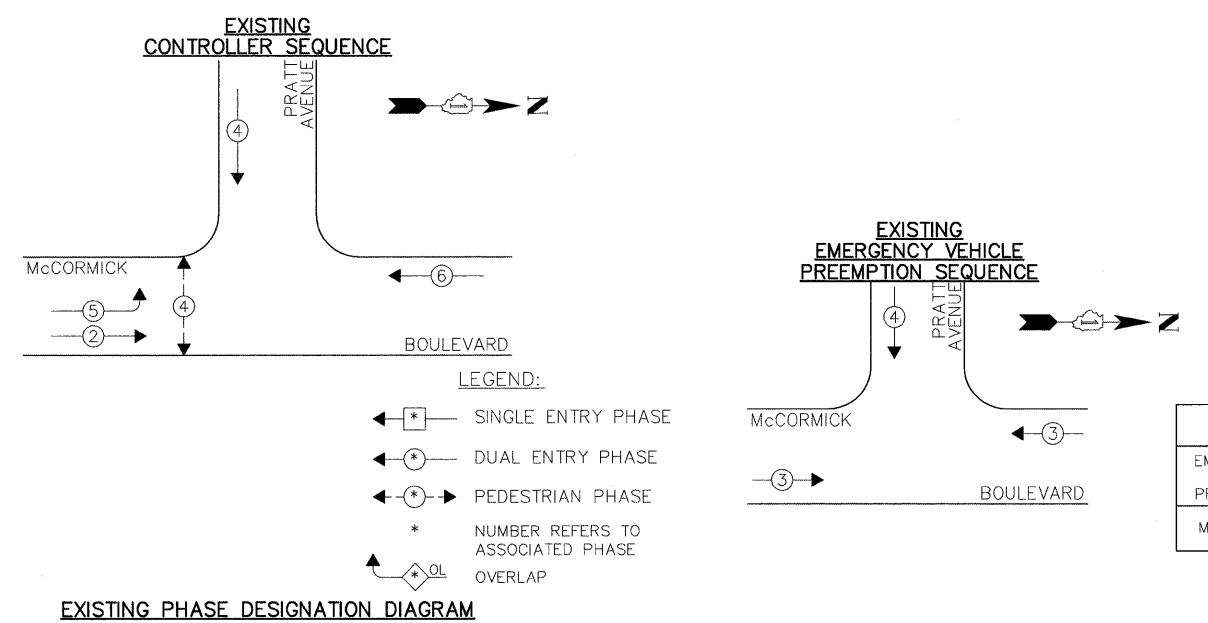 EXISTING
CONTROLLER SEQUENCE
PRATT
AVENUE
N
4
McCORMICK
6
5
4
2
BOULEVARD
LEGEND:
* SINGLE ENTRY PHASE
* DUAL ENTRY PHASE
* PEDESTRIAN PHASE
* NUMBER REFERS TO
ASSOCIATED PHASE
* OL OVERLAP
EXISTING PHASE DESIGNATION DIAGRAM
EXISTING
EMERGENCY VEHICLE
PREEMPTION SEQUENCE
PRATT
AVENUE
N
4
McCORMICK
3
3
BOULEVARD
EM
PR
M